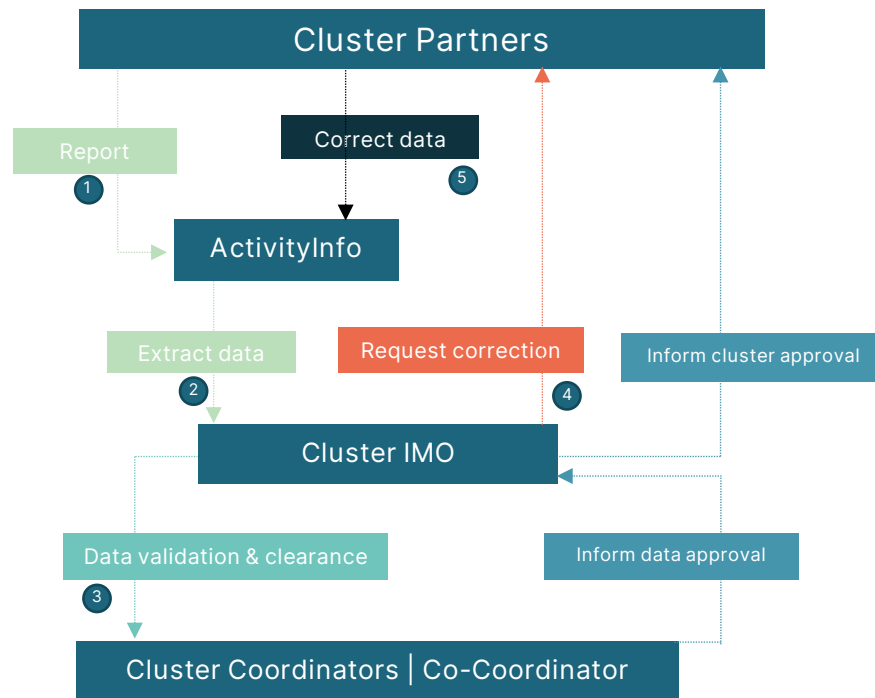 Cluster Partners
Report
1
Correct data
5
ActivityInfo
Extract data
2
Request correction
4
Inform cluster approval
Cluster IMO
Data validation & clearance
3
Inform data approval
Cluster Coordinators | Co-Coordinator